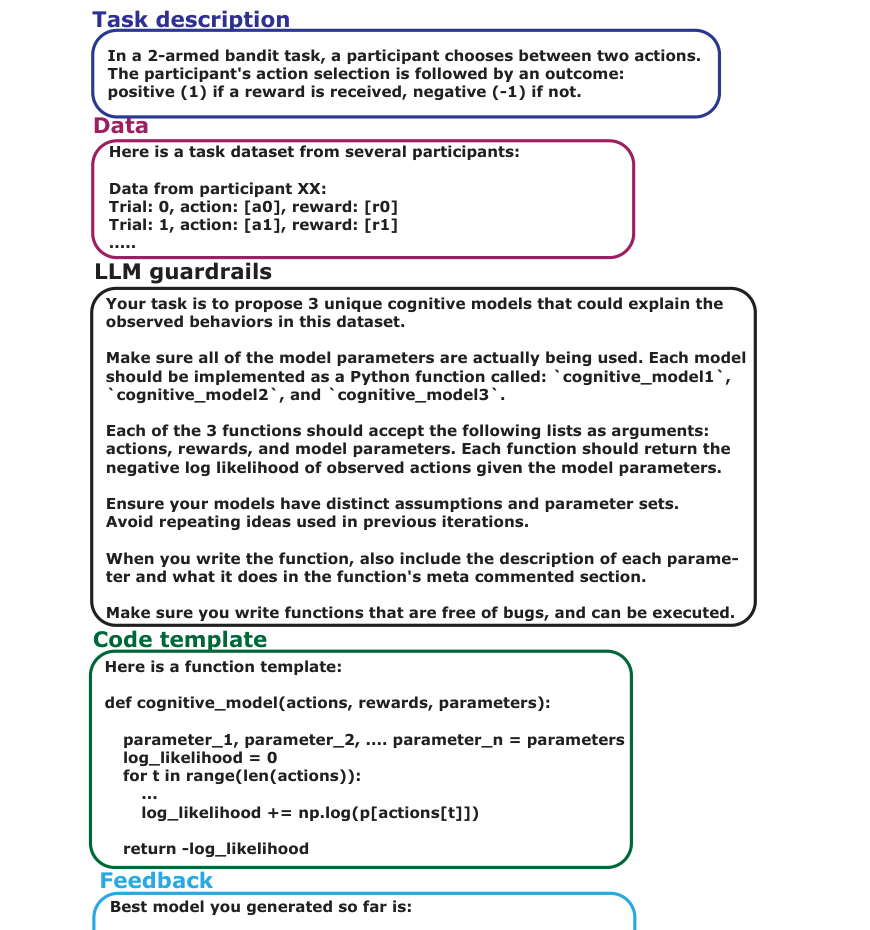 Task description
In a 2-armed bandit task, a participant chooses between two actions.
The participant's action selection is followed by an outcome:
positive (1) if a reward is received, negative (-1) if not.
Data
Here is a task dataset from several participants:
Data from participant XX:
Trial: 0, action: [a0], reward: [r0]
Trial: 1, action: [a1], reward: [r1]
.....
LLM guardrails
Your task is to propose 3 unique cognitive models that could explain the
observed behaviors in this dataset.
Make sure all of the model parameters are actually being used. Each model
should be implemented as a Python function called: `cognitive_model1`,
`cognitive_model2`, and `cognitive_model3`.
Each of the 3 functions should accept the following lists as arguments:
actions, rewards, and model parameters. Each function should return the
negative log likelihood of observed actions given the model parameters.
Ensure your models have distinct assumptions and parameter sets.
Avoid repeating ideas used in previous iterations.
When you write the function, also include the description of each parame-
ter and what it does in the function's meta commented section.
Make sure you write functions that are free of bugs, and can be executed.
Code template
Here is a function template:
def cognitive_model(actions, rewards, parameters):
parameter_1, parameter_2, .... parameter_n = parameters
log_likelihood = 0
for t in range(len(actions)):
...
log_likelihood += np.log(p[actions[t]])
return -log_likelihood
Feedback
Best model you generated so far is: